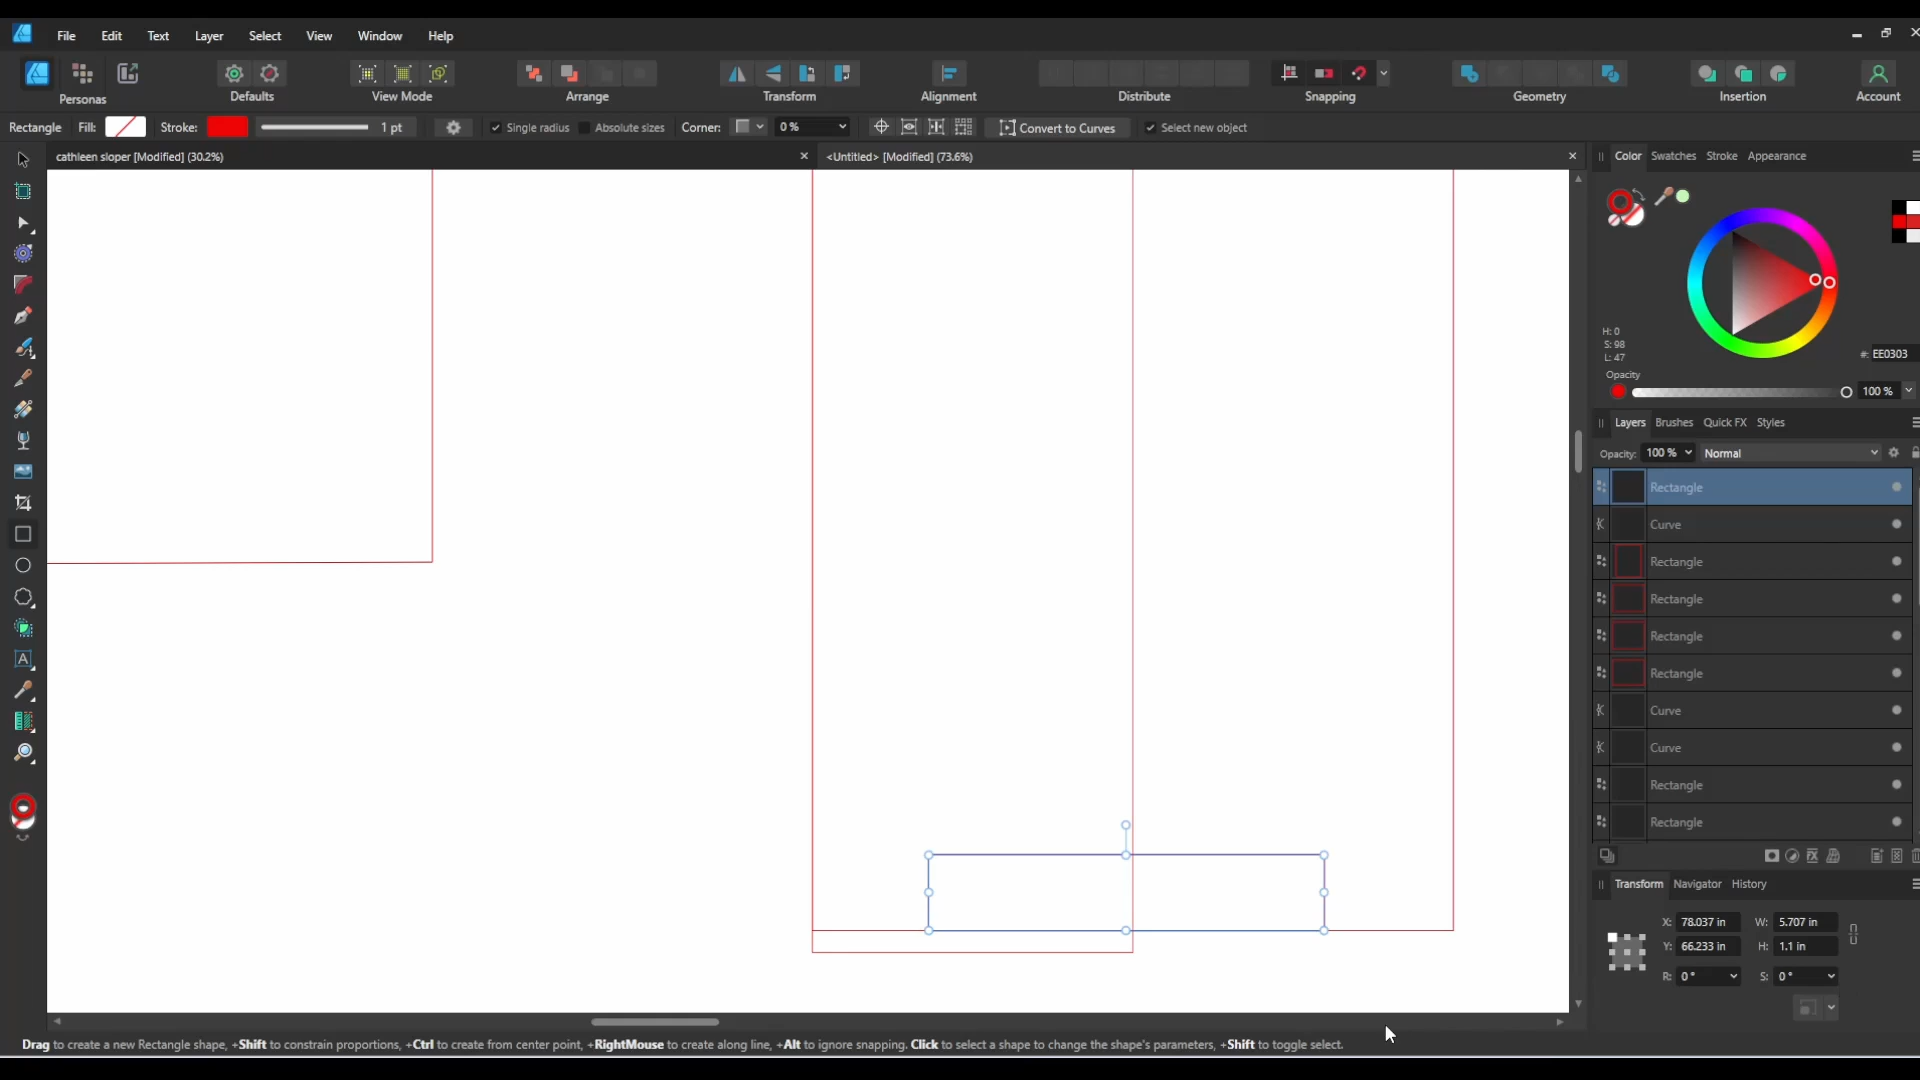 File Edit Text Layer Select View Window Help
Personas Defaults View Mode Arrange Transform Alignment Distribute Snapping Geometry Insertion Account
Rectangle Fill: Stroke: 1 pt Single radius Absolute sizes Corner: 0 % Convert to Curves Select new object
cathleen sloper [Modified] (30.2%)
<Untitled> [Modified] (73.6%)
Color Swatches Stroke Appearance
H: 0
S: 98
L: 47
#: EE0303
Opacity
100 %
Layers Brushes Quick FX Styles
Opacity: 100 % Normal
Rectangle
Curve
Rectangle
Rectangle
Rectangle
Rectangle
Curve
Curve
Rectangle
Rectangle
Transform Navigator History
X: 78.037 in W: 5.707 in
Y: 66.233 in H: 1.1 in
R: 0° S: 0°
Drag to create a new Rectangle shape, +Shift to constrain proportions, +Ctrl to create from center point, +RightMouse to create along line, +Alt to ignore snapping. Click to select a shape to change the shape's parameters, +Shift to toggle select.